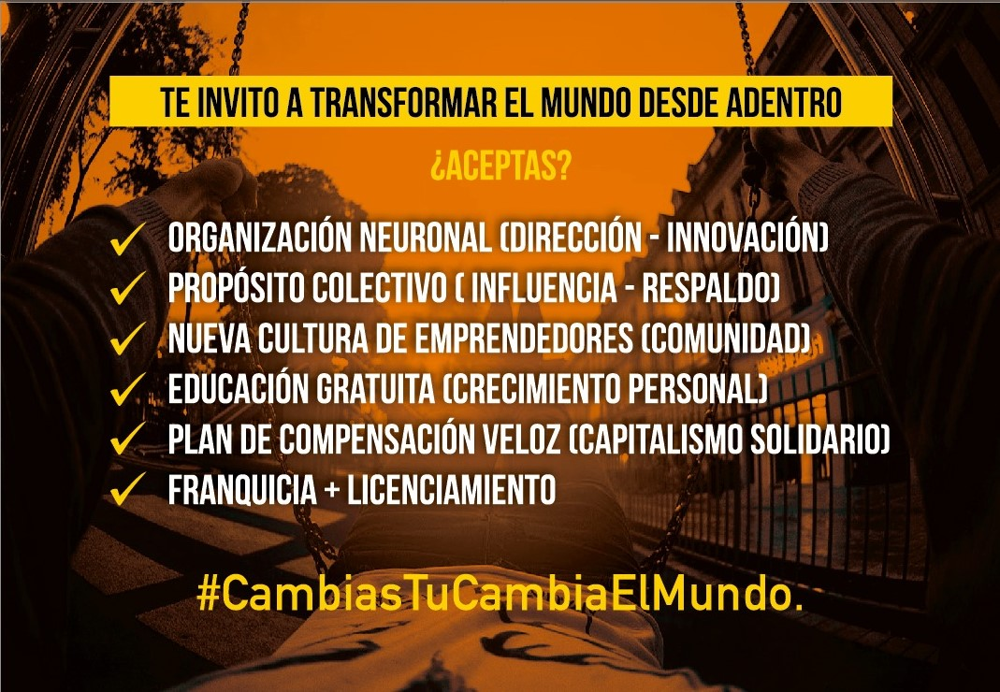 TE INVITO A TRANSFORMAR EL MUNDO DESDE ADENTRO
¿ACEPTAS?
ORGANIZACIÓN NEURONAL (DIRECCIÓN - INNOVACIÓN)
PROPÓSITO COLECTIVO ( INFLUENCIA - RESPALDO)
NUEVA CULTURA DE EMPRENDEDORES (COMUNIDAD)
EDUCACIÓN GRATUITA (CRECIMIENTO PERSONAL)
PLAN DE COMPENSACIÓN VELOZ (CAPITALISMO SOLIDARIO)
FRANQUICIA + LICENCIAMIENTO
#CambiasTuCambiaElMundo.